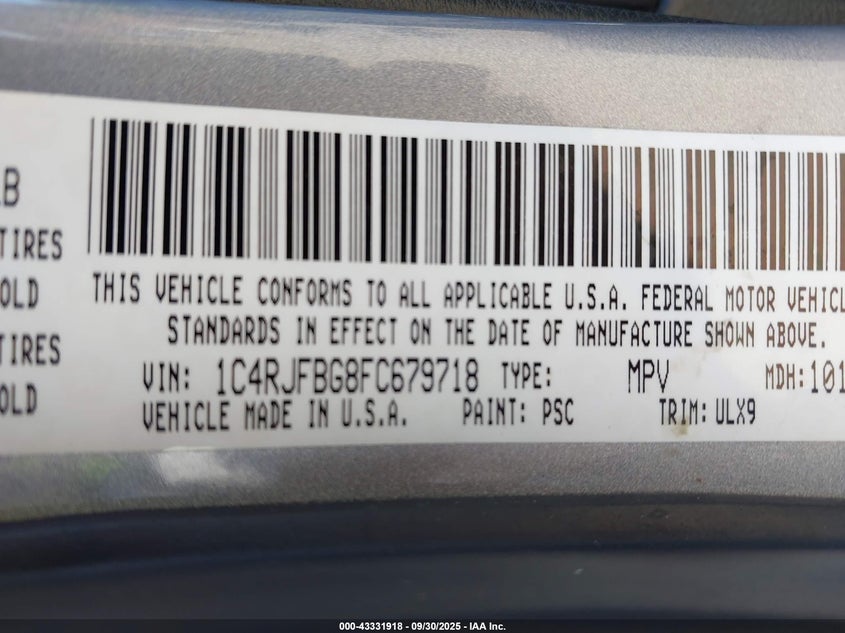 LB
TIRES
OLD
TIRES
OLD
THIS VEHICLE CONFORMS TO ALL APPLICABLE U.S.A. FEDERAL MOTOR VEHICL
STANDARDS IN EFFECT ON THE DATE OF MANUFACTURE SHOWN ABOVE.
VIN: 1C4RJFBG8FC679718 TYPE: MPV MDH:101
VEHICLE MADE IN U.S.A. PAINT: PSC TRIM:ULX9
000-43331918 - 09/30/2025 - IAA Inc.